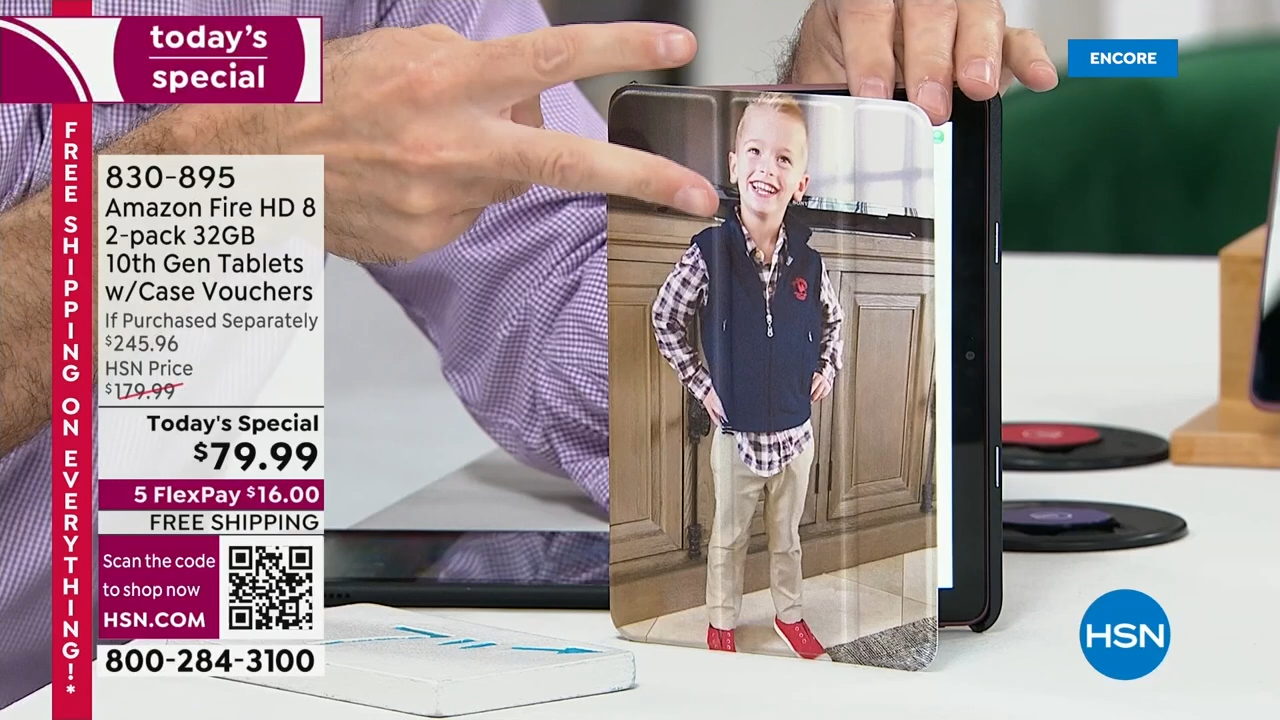 today's
special
ENCORE
FREE SHIPPING ON EVERYTHING!*
830-895
Amazon Fire HD 8
2-pack 32GB
10th Gen Tablets
w/Case Vouchers
If Purchased Separately
$245.96
HSN Price
$179.99
Today's Special
$79.99
5 FlexPay $16.00
FREE SHIPPING
Scan the code
to shop now
HSN.COM
800-284-3100
SONY
HSN